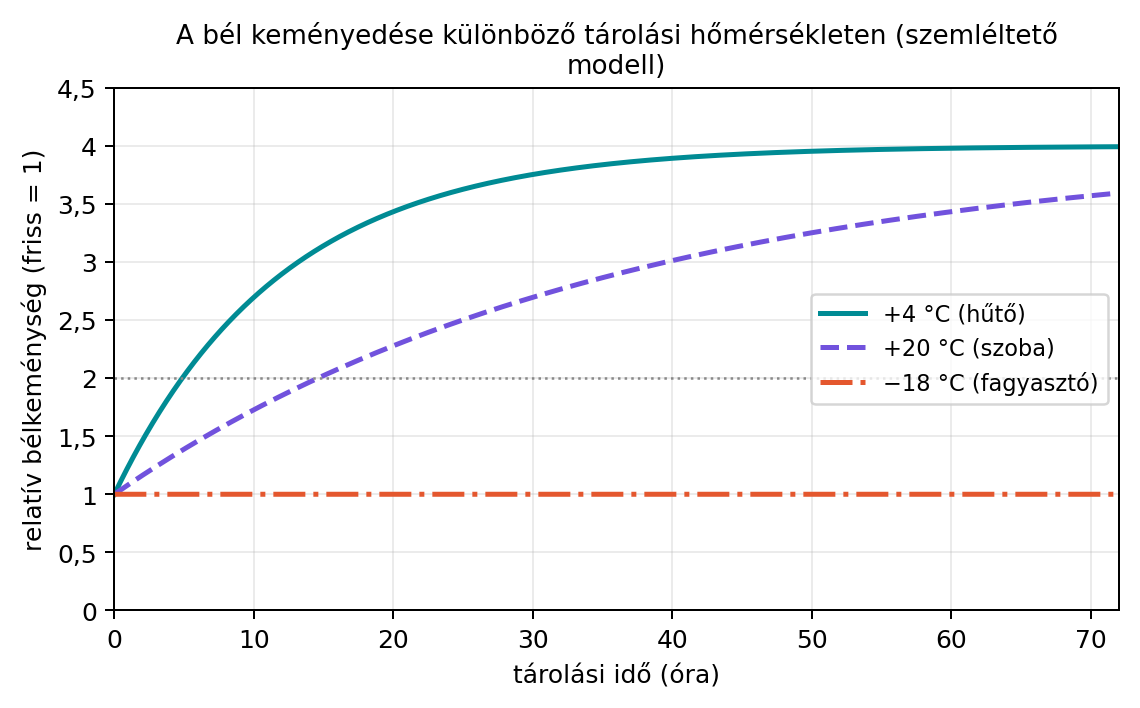 A bél keményedése különböző tárolási hőmérsékleten (szemléltető
modell)
relatív bélkeménység (friss = 1)
4,5
4
3,5
3
2,5
2
1,5
1
0,5
0
+4 °C (hűtő)
+20 °C (szoba)
−18 °C (fagyasztó)
0 10 20 30 40 50 60 70
tárolási idő (óra)